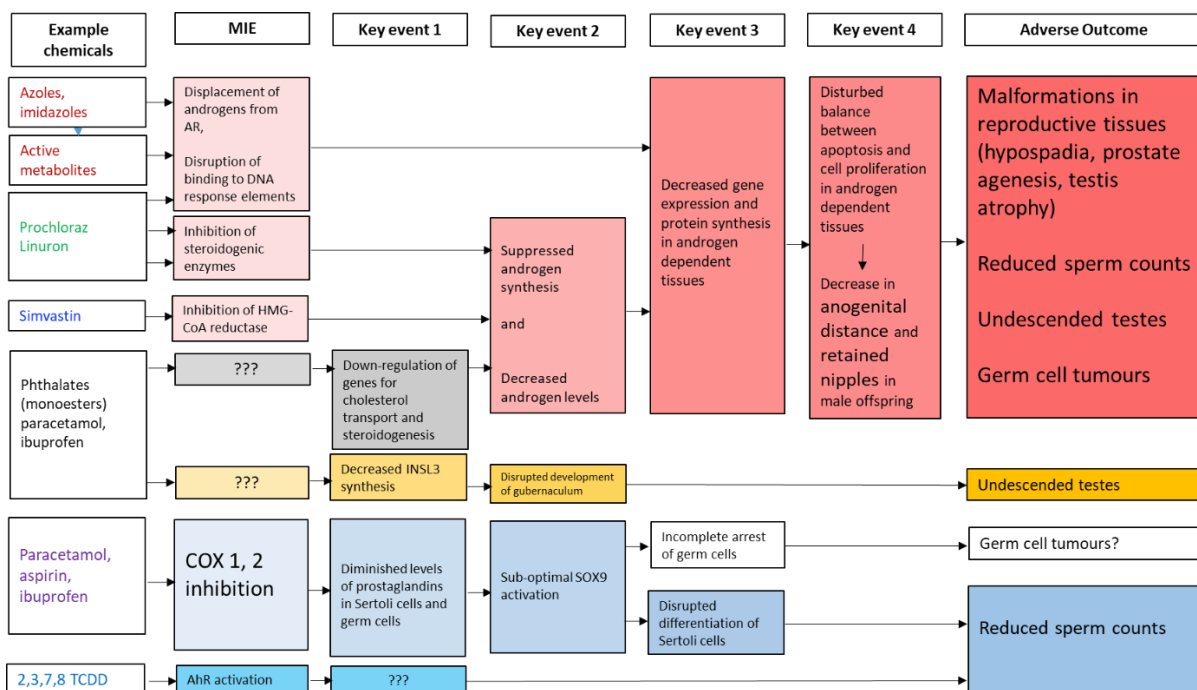 Example
chemicals
MIE
Key event 1
Key event 2
Key event 3
Key event 4
Adverse Outcome
Azoles,
imidazoles
Active
metabolites
Prochloraz
Linuron
Simvastin
Phthalates
(monoesters)
paracetamol,
ibuprofen
Paracetamol,
aspirin,
ibuprofen
2,3,7,8 TCDD
Displacement of
androgens from
AR,
Disruption of
binding to DNA
response elements
Inhibition of
steroidogenic
enzymes
Inhibition of HMG-
CoA reductase
???
???
COX 1, 2
inhibition
AhR activation
Down-regulation of
genes for
cholesterol
transport and
steroidogenesis
Decreased INSL3
synthesis
Diminished levels
of prostaglandins
in Sertoli cells and
germ cells
???
Suppressed
androgen
synthesis
and
Decreased
androgen levels
Disrupted development
of gubernaculum
Sub-optimal SOX9
activation
Decreased gene
expression and
protein synthesis
in androgen
dependent
tissues
Incomplete arrest
of germ cells
Disrupted
differentiation of
Sertoli cells
Disturbed
balance
between
apoptosis and
cell proliferation
in androgen
dependent
tissues
Decrease in
anogenital
distance and
retained
nipples in
male offspring
Malformations in
reproductive tissues
(hypospadia, prostate
agenesis, testis
atrophy)
Reduced sperm counts
Undescended testes
Germ cell tumours
Undescended testes
Germ cell tumours?
Reduced sperm counts